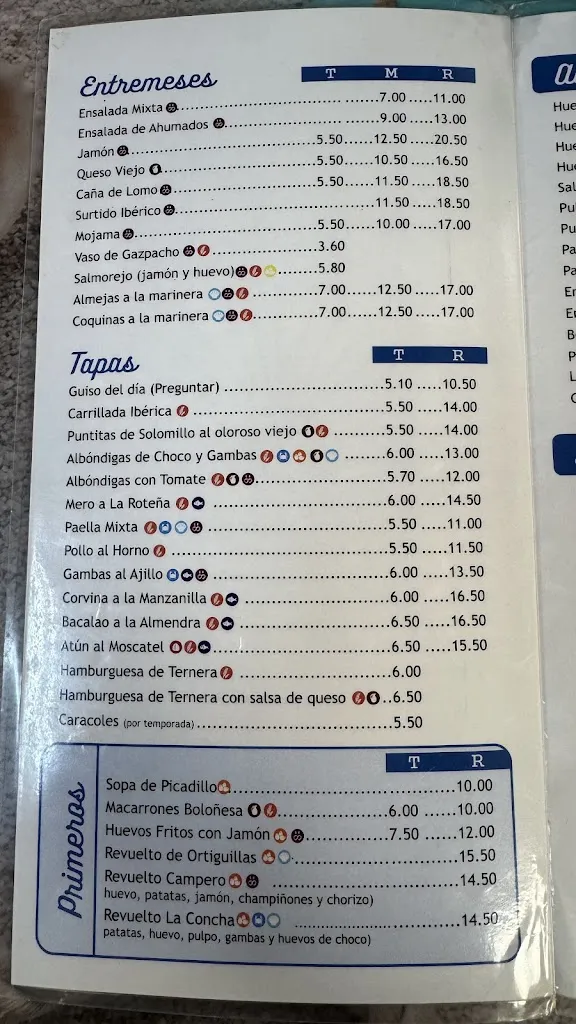 Entremeses T M R
Ensalada Mixta 7.00 11.00
Ensalada de Ahumados 9.00 13.00
Jamón 5.50 12.50 20.50
Queso Viejo 5.50 10.50 16.50
Caña de Lomo 5.50 11.50 18.50
Surtido Ibérico 11.50 18.50
Mojama 5.50 10.00 17.00
Vaso de Gazpacho 3.60
Salmorejo (jamón y huevo) 5.80
Almejas a la marinera 7.00 12.50 17.00
Coquinas a la marinera 7.00 12.50 17.00
Tapas T R
Guiso del día (Preguntar) 5.10 10.50
Carrillada Ibérica 5.50 14.00
Puntitas de Solomillo al oloroso viejo 5.50 14.00
Albóndigas de Choco y Gambas 6.00 13.00
Albóndigas con Tomate 5.70 12.00
Mero a La Roteña 6.00 14.50
Paella Mixta 5.50 11.00
Pollo al Horno 5.50 11.50
Gambas al Ajillo 6.00 13.50
Corvina a la Manzanilla 6.00 16.50
Bacalao a la Almendra 6.50 16.50
Atún al Moscatel 6.50 15.50
Hamburguesa de Ternera 6.00
Hamburguesa de Ternera con salsa de queso 6.50
Caracoles (por temporada) 5.50
Primeros T R
Sopa de Picadillo 10.00
Macarrones Boloñesa 6.00 10.00
Huevos Fritos con Jamón 7.50 12.00
Revuelto de Ortiguillas 15.50
Revuelto Campero 14.50
huevo, patatas, jamón, champiñones y chorizo)
Revuelto La Concha 14.50
patatas, huevo, pulpo, gambas y huevos de choco)